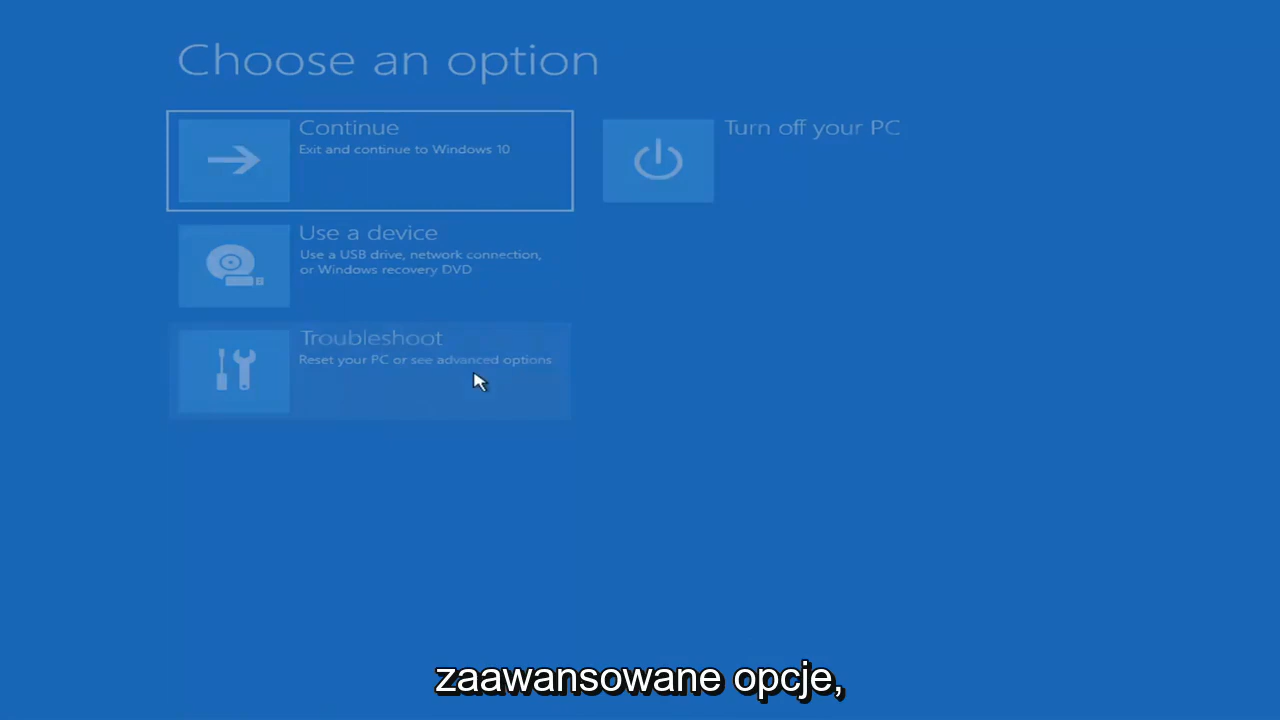 Choose an option
Continue
Exit and continue to Windows 10
Turn off your PC
Use a device
Use a USB drive, network connection,
or Windows recovery DVD
Troubleshoot
Reset your PC or see advanced options
zaawansowane opcje,